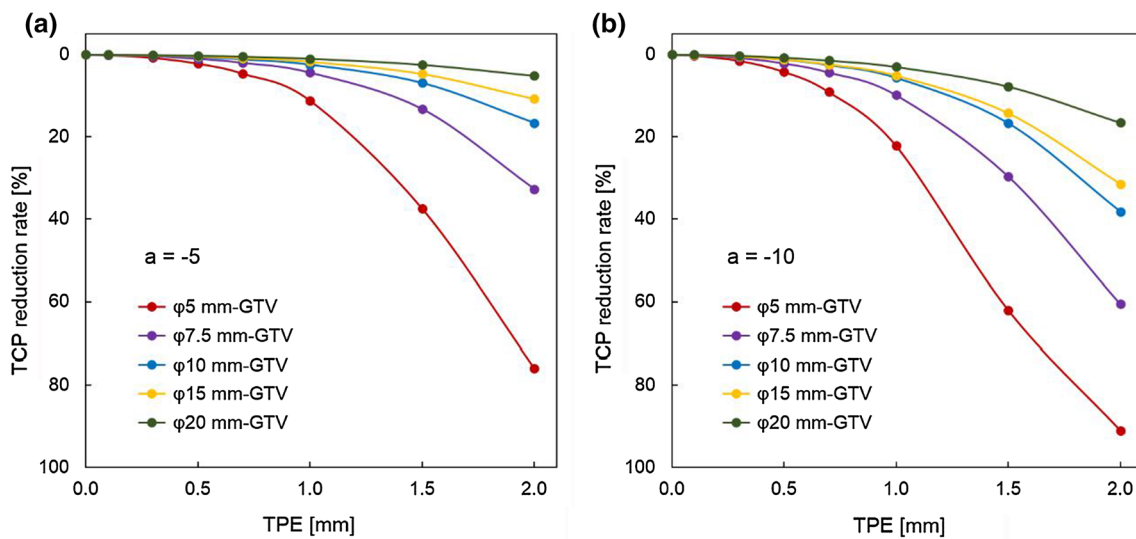 (a)
0
20
40
60
80
100
TCP reduction rate [%]
a = -5
φ5 mm-GTV
φ7.5 mm-GTV
φ10 mm-GTV
φ15 mm-GTV
φ20 mm-GTV
0.0 0.5 1.0 1.5 2.0
TPE [mm]
(b)
0
20
40
60
80
100
TCP reduction rate [%]
a = -10
φ5 mm-GTV
φ7.5 mm-GTV
φ10 mm-GTV
φ15 mm-GTV
φ20 mm-GTV
0.0 0.5 1.0 1.5 2.0
TPE [mm]